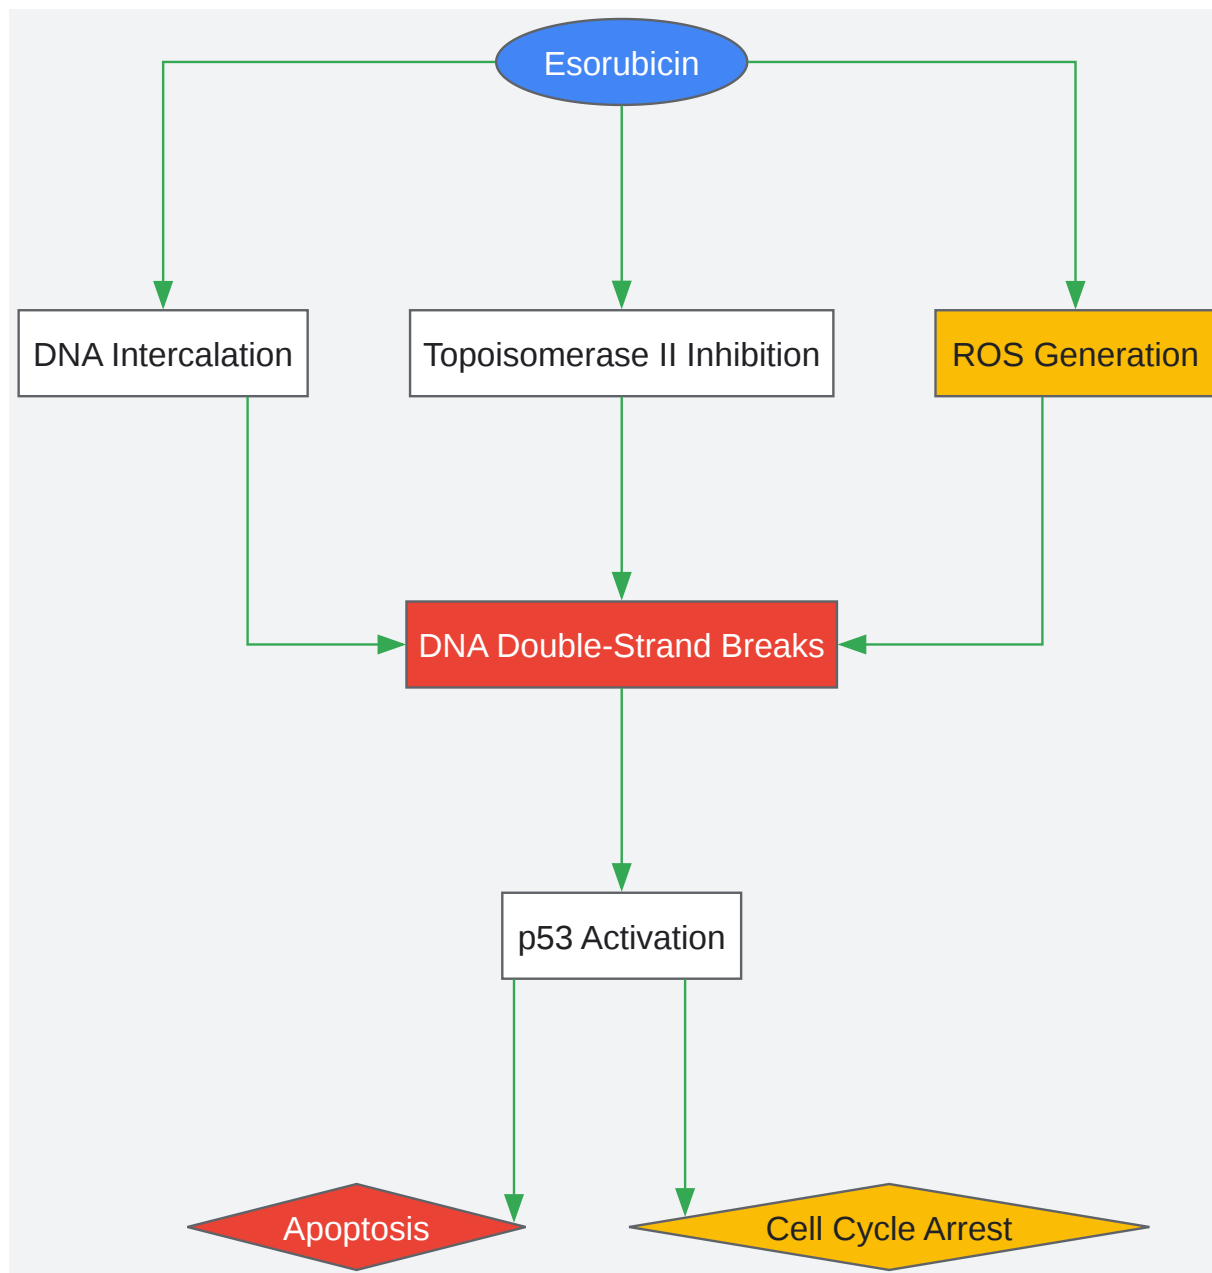 Esorubicin
DNA Intercalation
Topoisomerase II Inhibition
ROS Generation
DNA Double-Strand Breaks
p53 Activation
Apoptosis
Cell Cycle Arrest